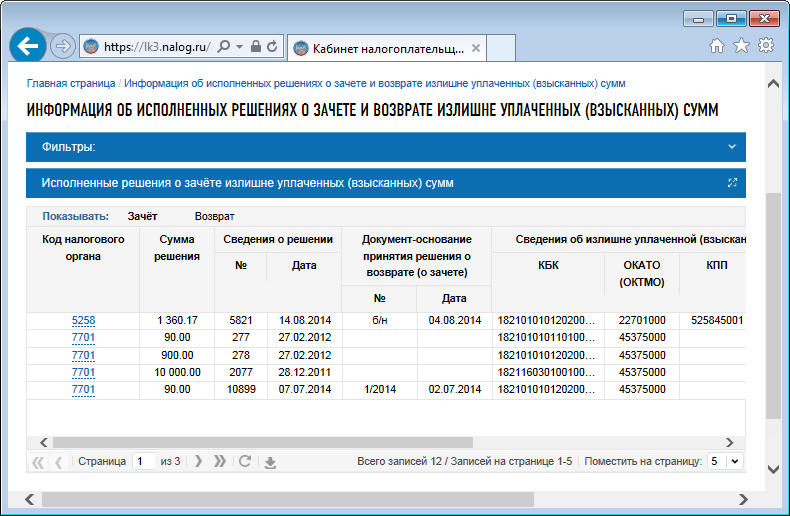 https://lk3.nalog.ru/
Кабинет налогоплательщ...
Главная страница / Информация об исполненных решениях о зачете и возврате излишне уплаченных (взысканных) сумм
ИНФОРМАЦИЯ ОБ ИСПОЛНЕННЫХ РЕШЕНИЯХ О ЗАЧЕТЕ И ВОЗВРАТЕ ИЗЛИШНЕ УПЛАЧЕННЫХ (ВЗЫСКАННЫХ) СУММ
Фильтры:
Исполненные решения о зачёте излишне уплаченных (взысканных) сумм
Показывать: Зачёт Возврат
Код налогового органа
Сумма решения
Сведения о решении
Документ-основание принятия решения о возврате (о зачете)
Сведения об излишне уплаченной (взыскан
№ Дата № Дата КБК ОКАТО (ОКТМО) КПП
5258 1 360.17 5821 14.08.2014 б/н 04.08.2014 182101010120200... 22701000 525845001
7701 90.00 277 27.02.2012 182101010110100... 45375000
7701 900.00 278 27.02.2012 182101010120200... 45375000
7701 10 000.00 2077 28.12.2011 182116030100100... 45375000
7701 90.00 10899 07.07.2014 1/2014 02.07.2014 182101010120200... 45375000
Страница 1 из 3 Всего записей 12 / Записей на странице 1-5 Поместить на страницу: 5